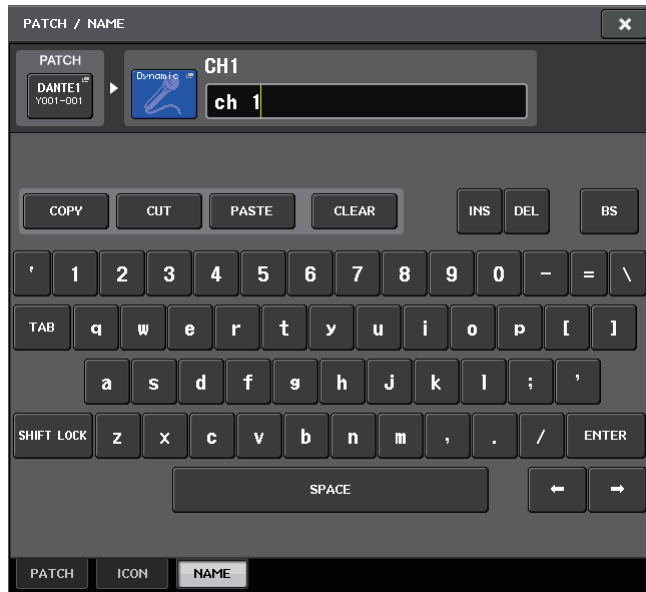 PATCH / NAME ×
PATCH
DANTE1
Y001-001
Dynamic
CH1
ch 1
COPY CUT PASTE CLEAR INS DEL BS
' 1 2 3 4 5 6 7 8 9 0 - = \
TAB q w e r t y u i o p [ ]
a s d f g h j k l ; '
SHIFT LOCK z x c v b n m , . / ENTER
SPACE ← →
PATCH ICON NAME